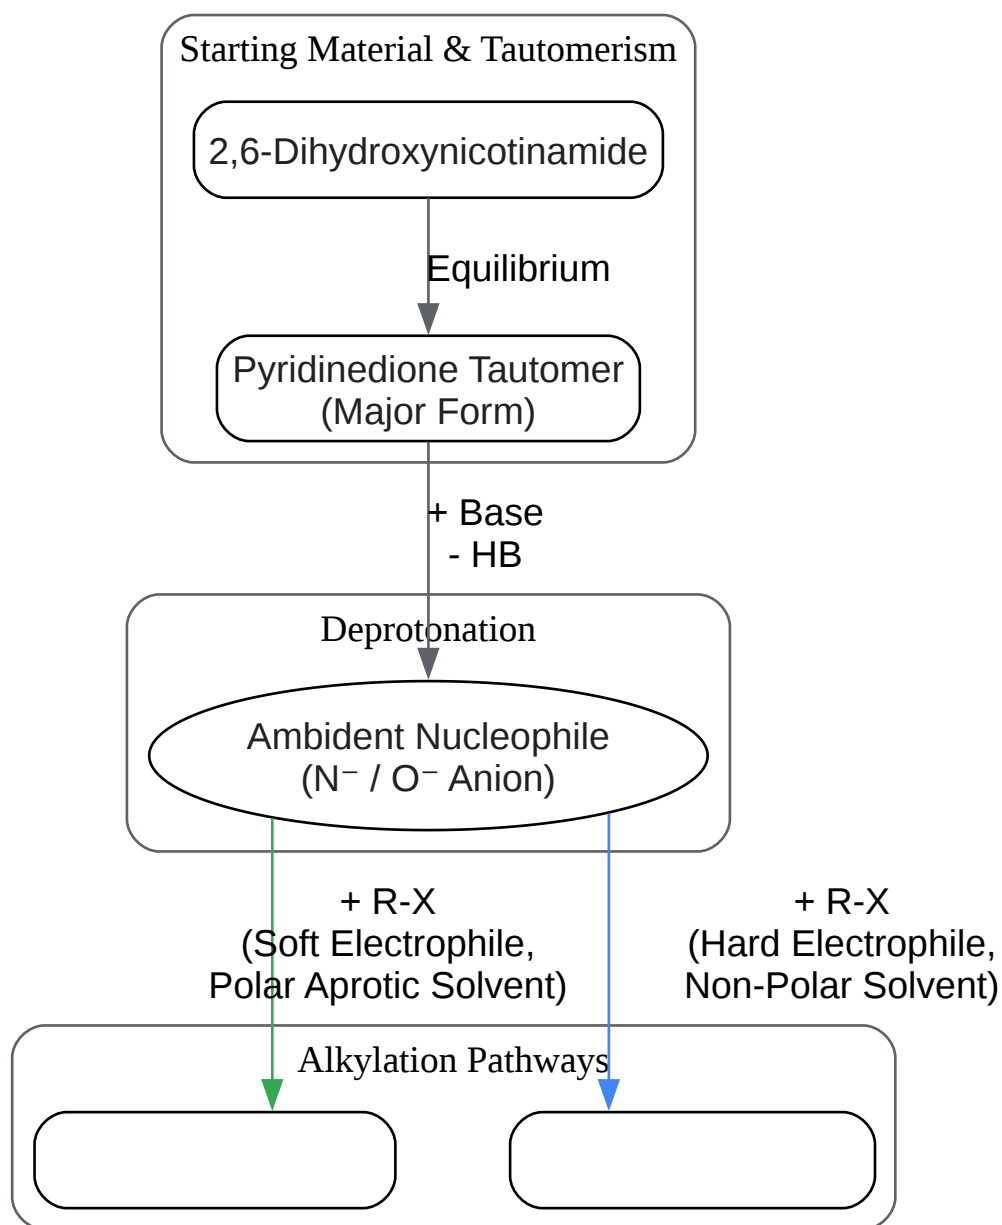 Starting Material & Tautomerism
2,6-Dihydroxynicotinamide
Equilibrium
Pyridinedione Tautomer
(Major Form)
+ Base
- HB
Deprotonation
Ambident Nucleophile
(N⁻ / O⁻ Anion)
+ R-X
(Soft Electrophile,
Polar Aprotic Solvent)
+ R-X
(Hard Electrophile,
Non-Polar Solvent)
Alkylation Pathways